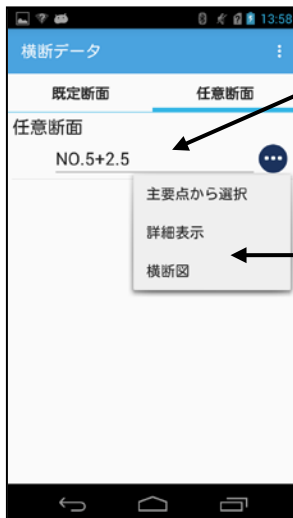 13:58
横断データ
既定断面 任意断面
任意断面
NO.5+2.5
主要点から選択
詳細表示
横断図